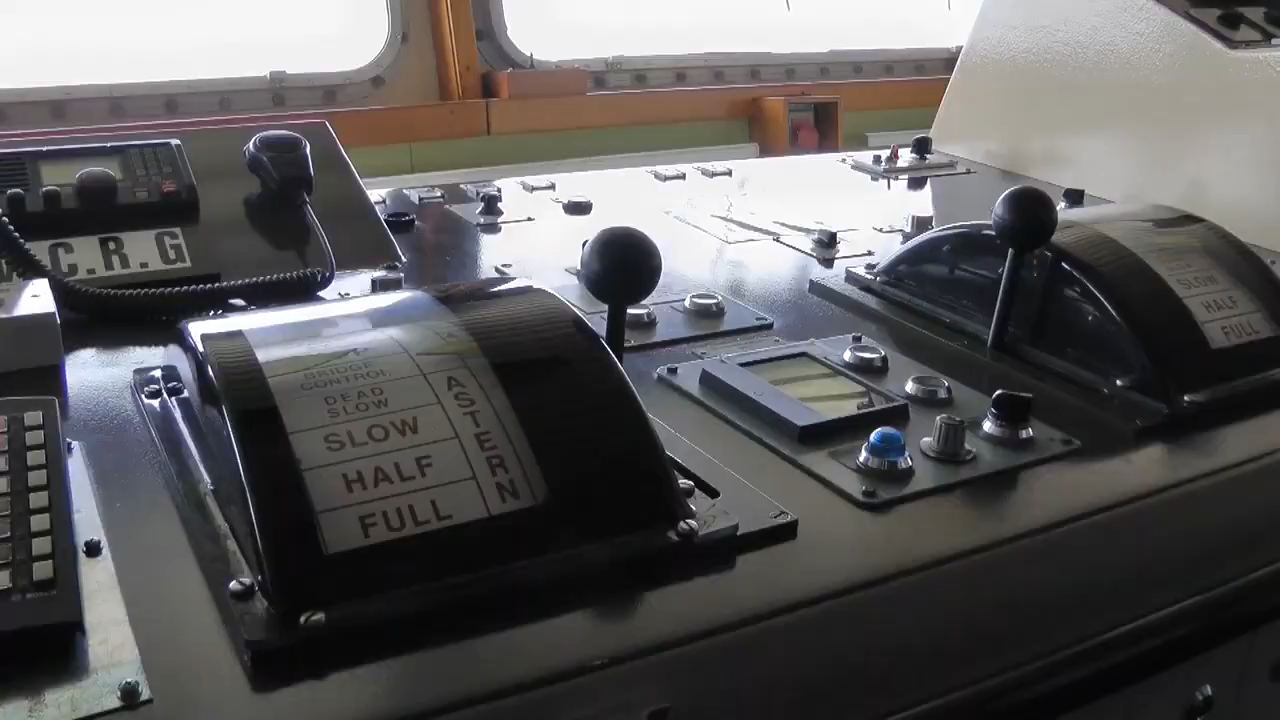 C.R.G
BRIDGE
CONTROL
DEAD
SLOW
SLOW
HALF
FULL
ASTERN
SLOW
HALF
FULL